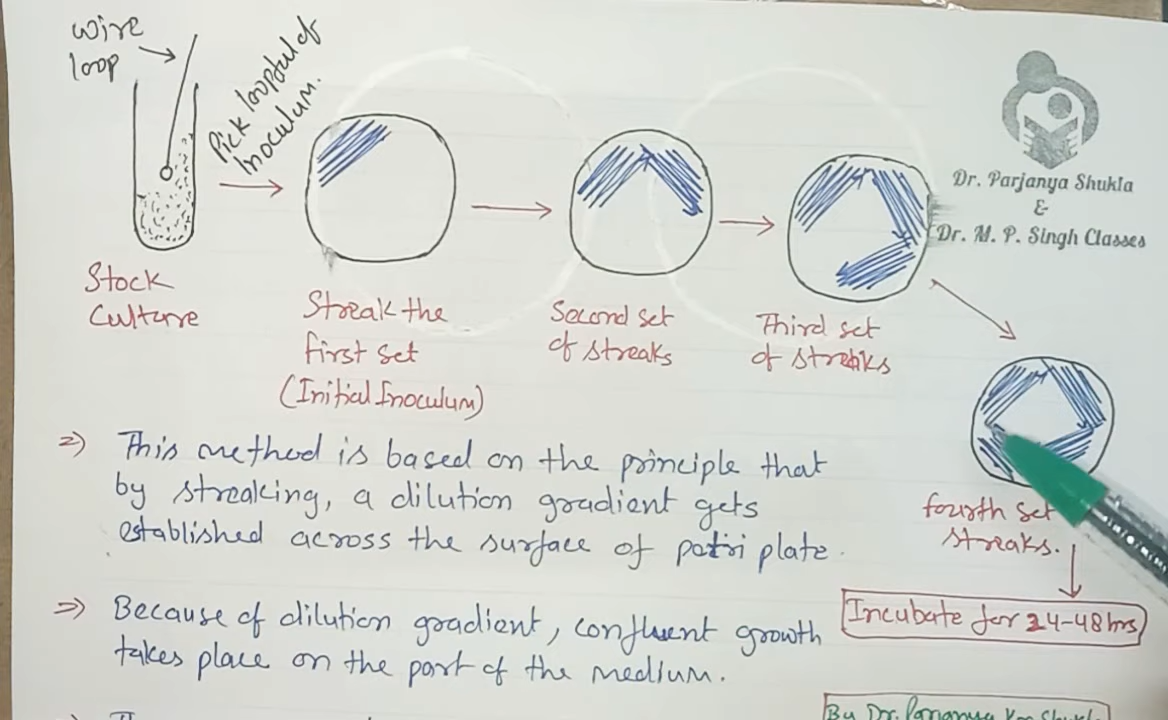 wire
loop
Pick loopful of
Inoculum.
Dr. Parjanya Shukla
&
Dr. M. P. Singh Classes
Stock
Culture
Streak the
first set
(Initial Inoculum)
Second set
of streaks
Third set
of streaks
fourth set
streaks.
=) This method is based on the principle that
by streaking, a dilution gradient gets
established across the surface of patri plate.
Incubate for 24-48 hrs
=) Because of dilution gradient, confluent growth
takes place on the part of the medium.
By Dr.